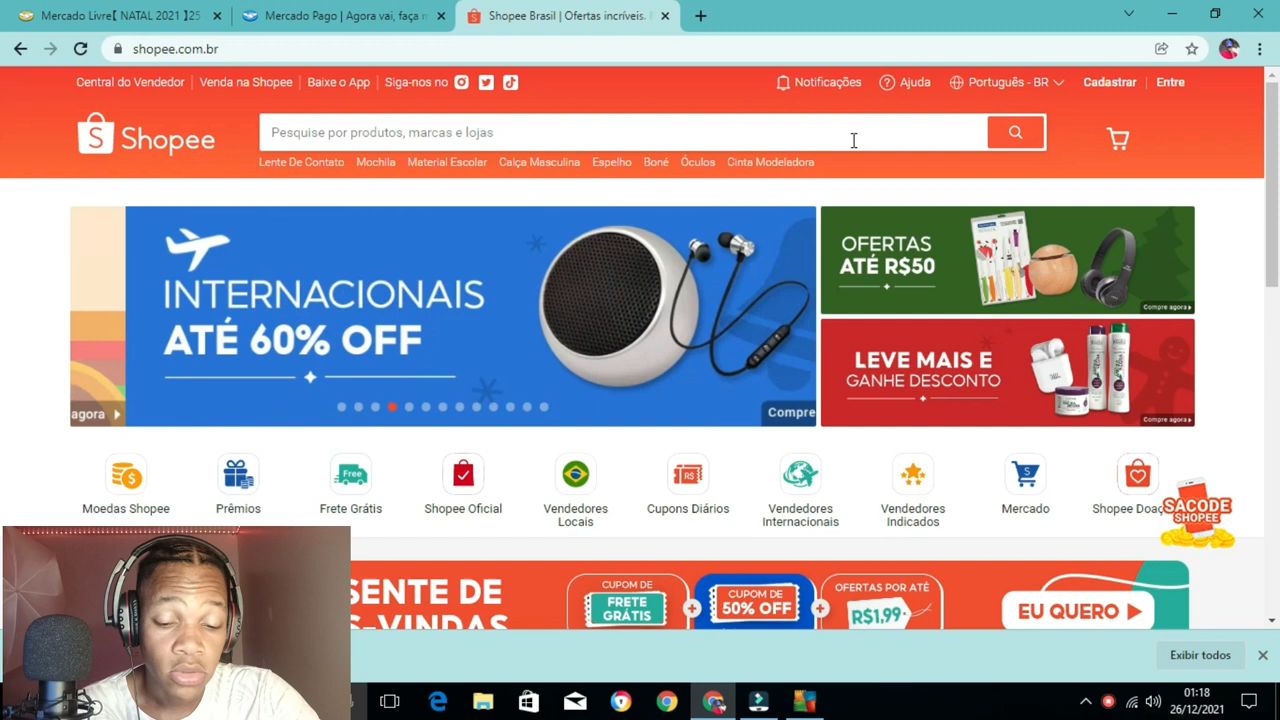 Mercado Livre【 NATAL 2021 】25
Mercado Pago | Agora vai, faça m
Shopee Brasil | Ofertas incríveis.
shopee.com.br
Central do Vendedor | Venda na Shopee | Baixe o App | Siga-nos no
Notificações Ajuda Português - BR Cadastrar | Entre
Shopee
Pesquise por produtos, marcas e lojas
Lente De Contato Mochila Material Escolar Calça Masculina Espelho Boné Óculos Cinta Modeladora
INTERNACIONAIS
ATÉ 60% OFF
agora
Compre
OFERTAS
ATÉ R$50
Compre agora
LEVE MAIS E
GANHE DESCONTO
Compre agora
Moedas Shopee
Prêmios
Free
Frete Grátis
Shopee Oficial
Vendedores
Locais
R$
Cupons Diários
Vendedores
Internacionais
Vendedores
Indicados
Mercado
Shopee Doaç
SACODE
SHOPEE
SENTE DE
S-VINDAS
CUPOM DE
FRETE
GRÁTIS
CUPOM DE
50% OFF
OFERTAS POR ATÉ
R$1,99
EU QUERO
Exibir todos
01:18
26/12/2021